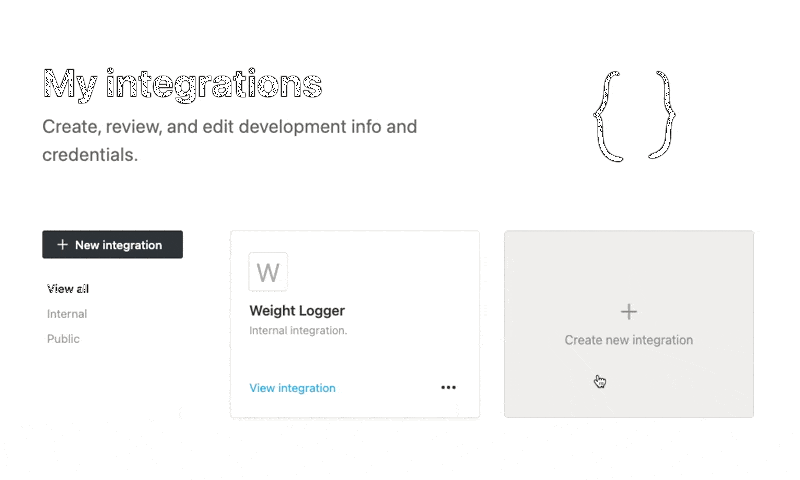 My integrations
Create, review, and edit development info and
credentials.
+ New integration
View all
Internal
Public
W
Weight Logger
Internal integration.
View integration
•••
+
Create new integration